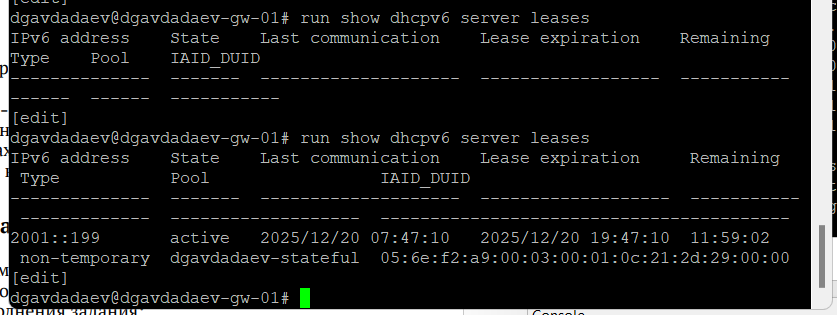 [edit]
dgavdadaev@dgavdadaev-gw-01# run show dhcpv6 server leases
IPv6 address    State    Last communication    Lease expiration    Remaining
Type    Pool    IAID_DUID
--------------  -------  --------------------  ------------------  -----------
------  ------  -----------
[edit]
dgavdadaev@dgavdadaev-gw-01# run show dhcpv6 server leases
IPv6 address    State    Last communication    Lease expiration    Remaining
Type           Pool                 IAID_DUID
--------------  -------  --------------------  -------------------  -----------
-------------  -------------------  -----------------------------------------
2001::199       active   2025/12/20 07:47:10   2025/12/20 19:47:10  11:59:02
non-temporary  dgavdadaev-stateful  05:6e:f2:a9:00:03:00:01:0c:21:2d:29:00:00
[edit]
dgavdadaev@dgavdadaev-gw-01#
Console